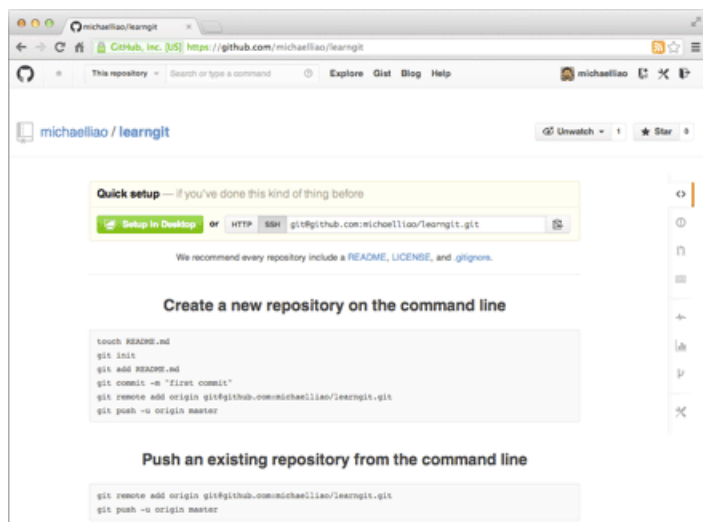 michaelliao/learngit
GitHub, Inc. [US] https://github.com/michaelliao/learngit
This repository Search or type a command Explore Gist Blog Help michaelliao
michaelliao / learngit Unwatch 1 Star 0
Quick setup — if you've done this kind of thing before
Setup in Desktop or HTTP SSH git@github.com:michaelliao/learngit.git
We recommend every repository include a README, LICENSE, and .gitignore.
Create a new repository on the command line
touch README.md
git init
git add README.md
git commit -m "first commit"
git remote add origin git@github.com:michaelliao/learngit.git
git push -u origin master
Push an existing repository from the command line
git remote add origin git@github.com:michaelliao/learngit.git
git push -u origin master